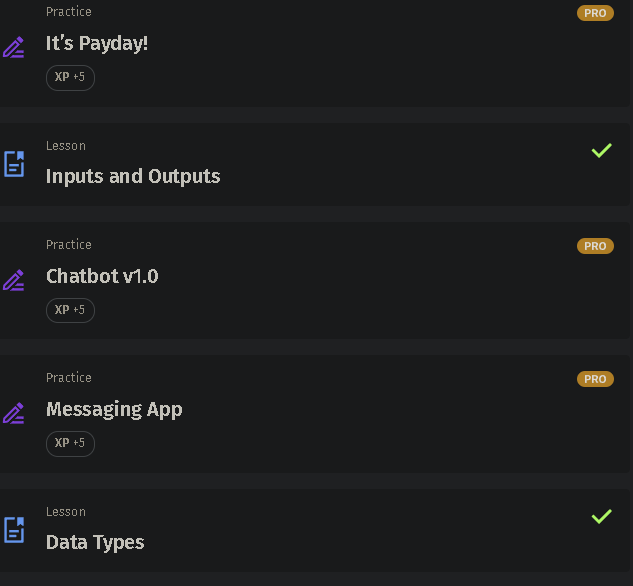 Practice
PRO
It's Payday!
XP +5
Lesson
Inputs and Outputs
Practice
PRO
Chatbot v1.0
XP +5
Practice
PRO
Messaging App
XP +5
Lesson
Data Types